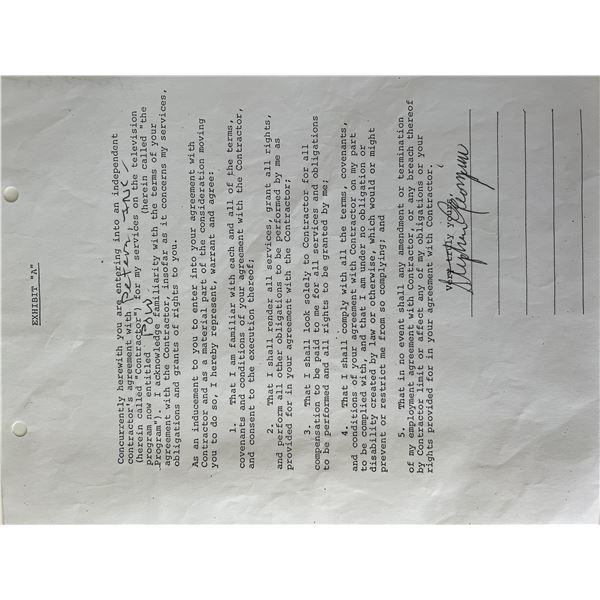 EXHIBIT "A"
Concurrently herewith you are entering into an independent
contractor's agreement with Deteri, Inc
(herein called "Contractor") for my services on the television
program now entitled POW (herein called "the
Program"). I acknowledge familiarity with the terms of your
agreement with the Contractor insofar as it concerns my services,
obligations and grants of rights to you.
As an inducement to you to enter into your agreement with
Contractor and as a material part of the consideration moving
you to do so, I hereby represent, warrant and agree:
1. That I am familiar with each and all of the terms,
covenants and conditions of your agreement with the Contractor,
and consent to the execution thereof;
2. That I shall render all services, grant all rights,
and perform all other obligations to be performed by me as
provided for in your agreement with the Contractor;
3. That I shall look solely to Contractor for all
compensation to be paid to me for all services and obligations
to be performed and all rights to be granted by me;
4. That I shall comply with all the terms, covenants,
and conditions of your agreement with Contractor on my part
to be complied with, and that I am under no obligation or
disability created by law or otherwise, which would or might
prevent or restrict me from so complying; and
5. That in no event shall any amendment or termination
of my employment agreement with Contractor, or any breach thereof
by Contractor limit or affect any of my obligations or your
rights provided for in your agreement with Contractor.
Very truly yours,
Stephen